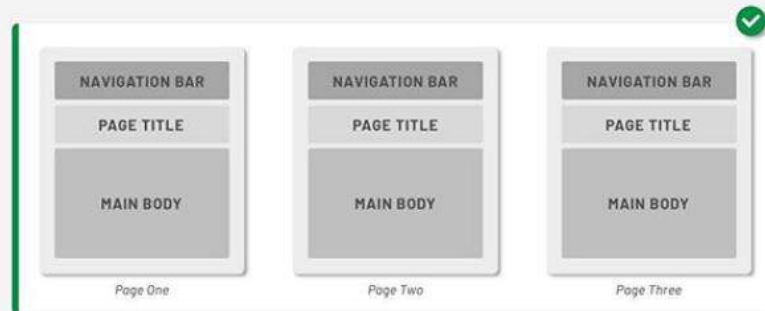 NAVIGATION BAR
PAGE TITLE
MAIN BODY
Page One
NAVIGATION BAR
PAGE TITLE
MAIN BODY
Page Two
NAVIGATION BAR
PAGE TITLE
MAIN BODY
Page Three